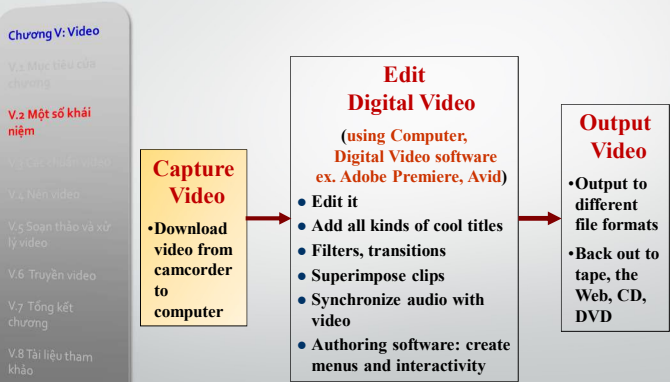 Chương V: Video
V.1 Mục tiêu của
chương
V.2 Một số khái
niệm
V.3 Các chuẩn video
V.4 Nén video
V.5 Soạn thảo và xử
lý video
V.6 Truyền video
V.7 Tổng kết
chương
V.8 Tài liệu tham
khảo
Capture
Video
•Download
video from
camcorder
to
computer
Edit
Digital Video
(using Computer,
Digital Video software
ex. Adobe Premiere, Avid)
● Edit it
● Add all kinds of cool titles
● Filters, transitions
● Superimpose clips
● Synchronize audio with
video
● Authoring software: create
menus and interactivity
Output
Video
•Output to
different
file formats
•Back out to
tape, the
Web, CD,
DVD